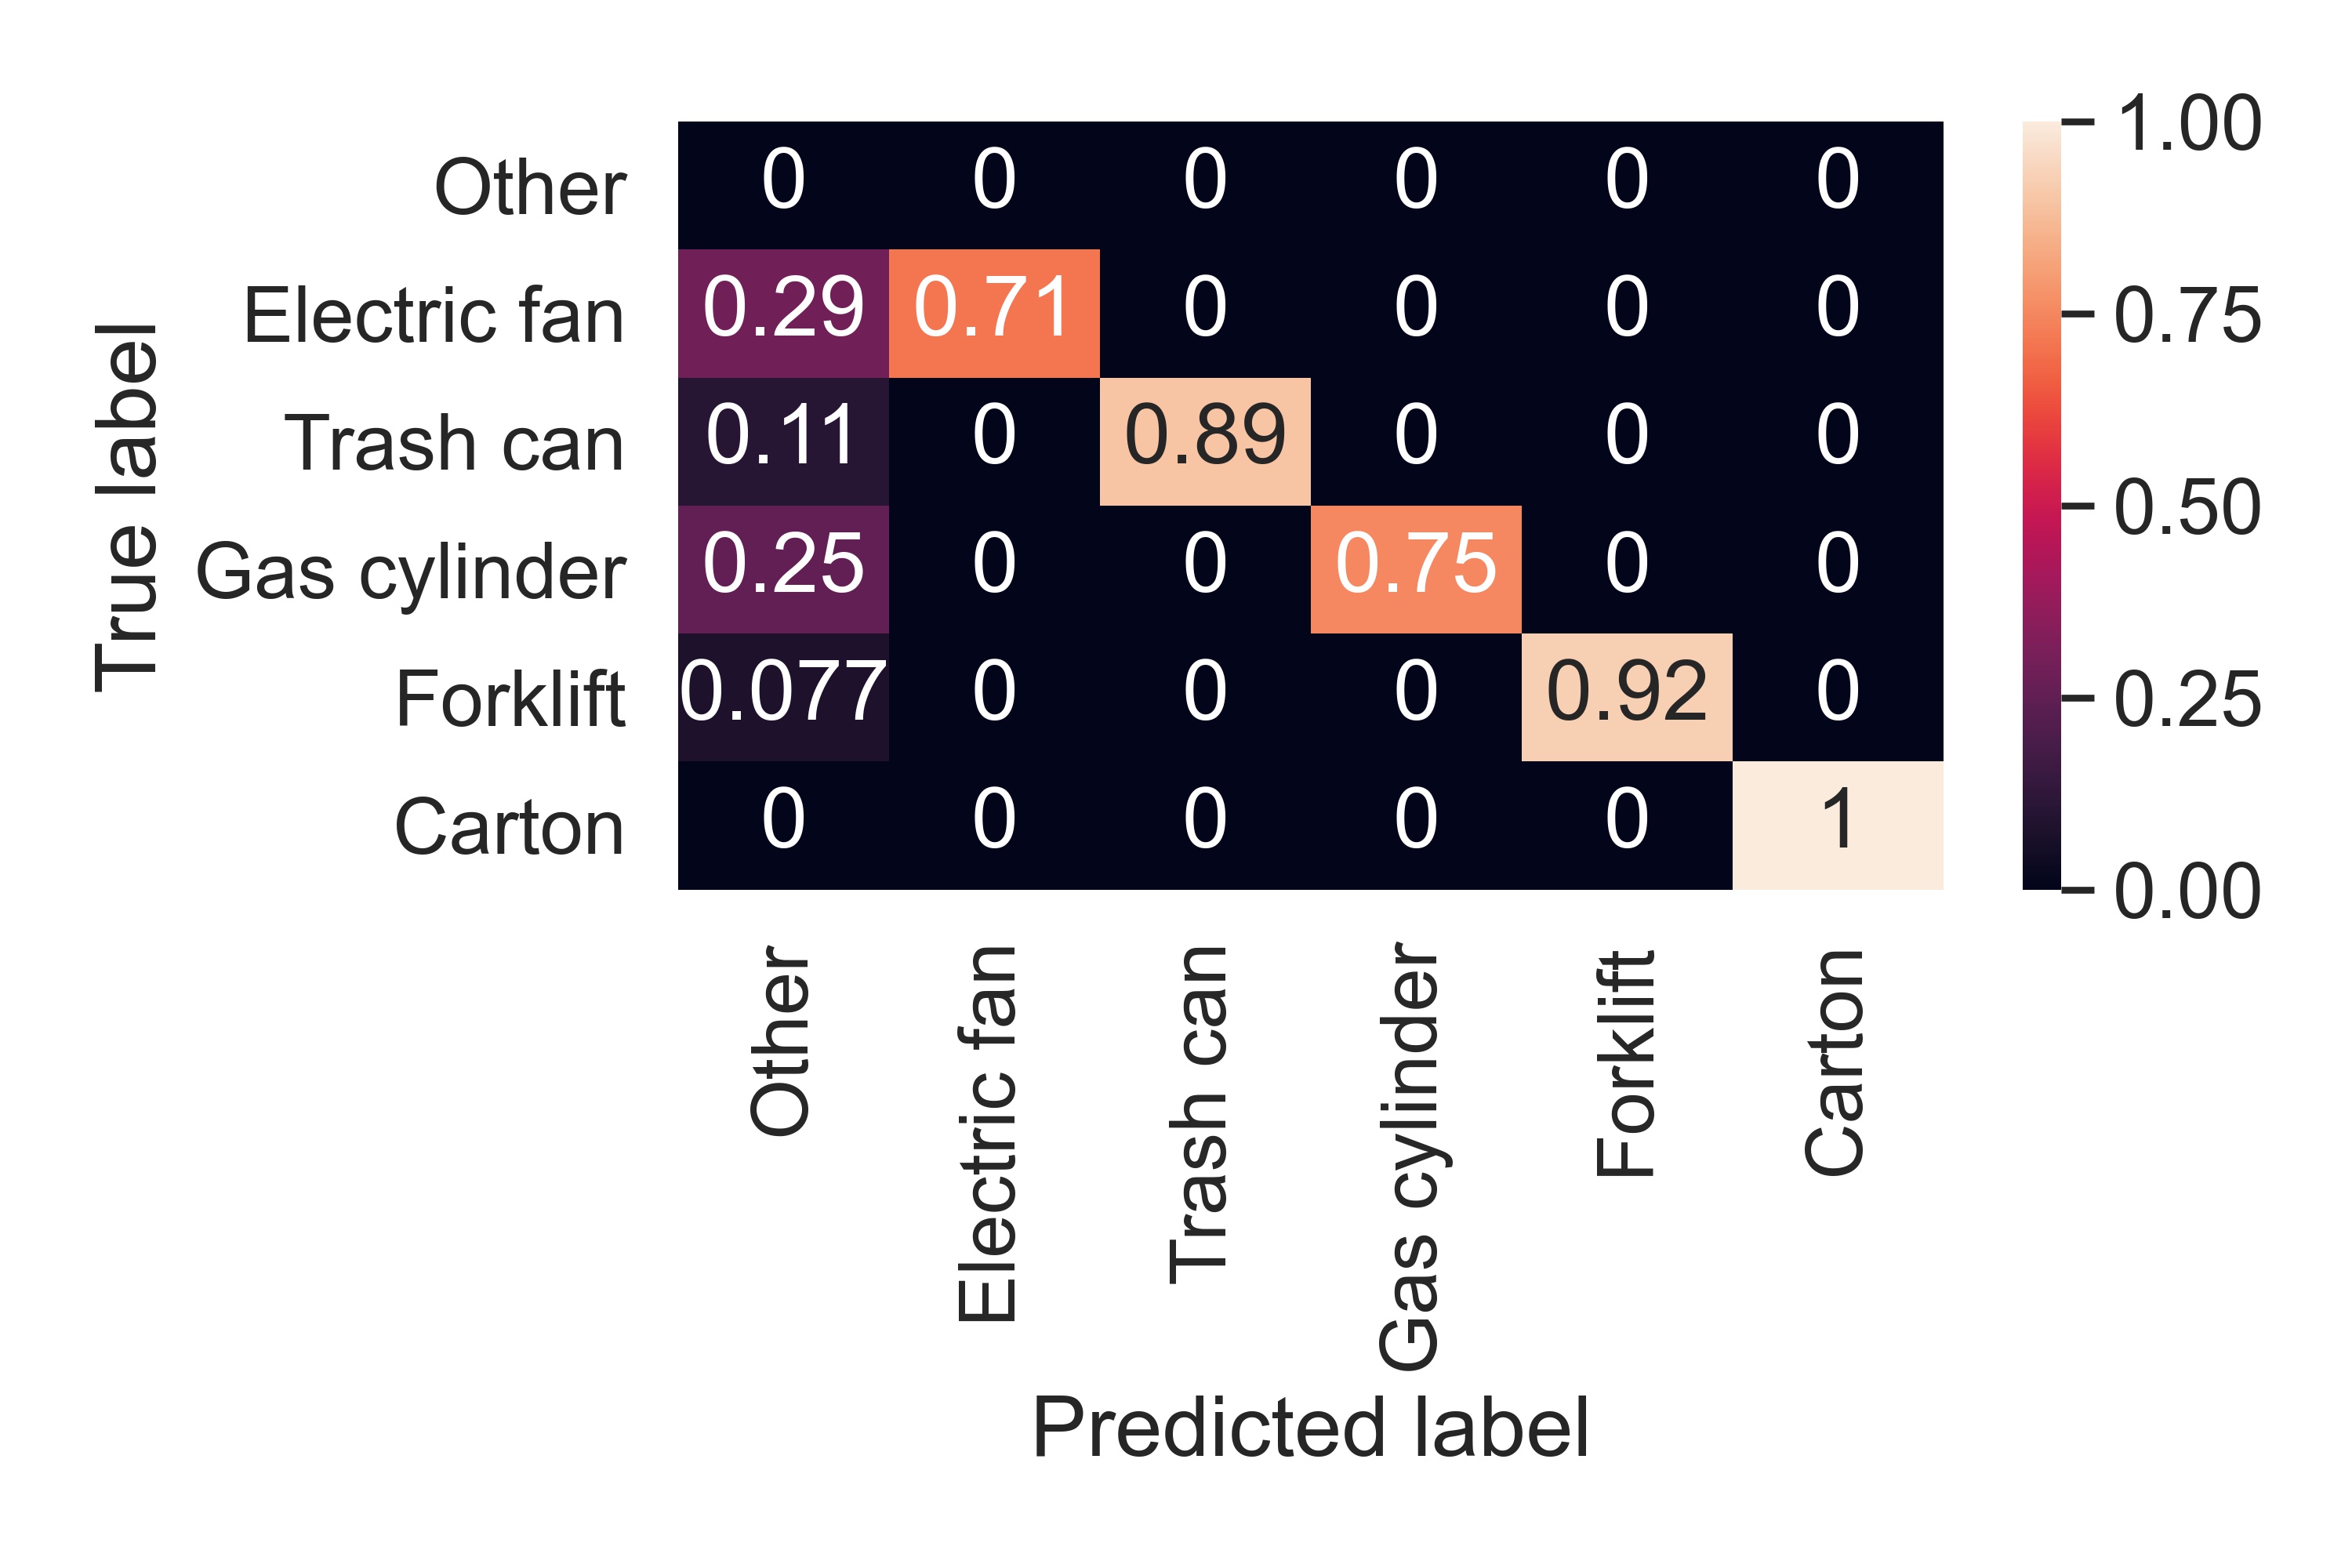 Other 0 0 0 0 0 0
Electric fan 0.29 0.71 0 0 0 0
Trash can 0.11 0 0.89 0 0 0
Gas cylinder 0.25 0 0 0.75 0 0
Forklift 0.077 0 0 0 0.92 0
Carton 0 0 0 0 0 1
True label
Other
Electric fan
Trash can
Gas cylinder
Forklift
Carton
Predicted label
1.00
0.75
0.50
0.25
0.00